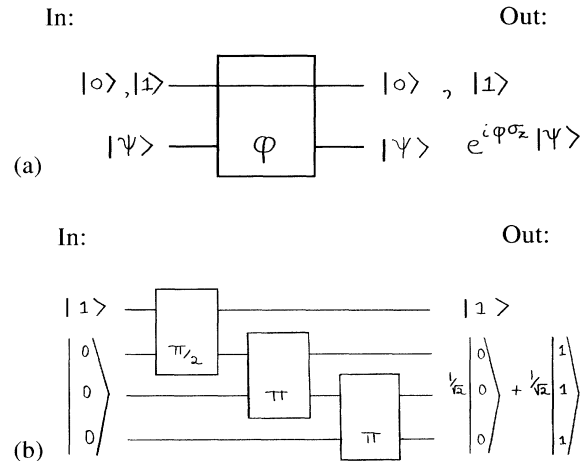 In: Out:
|0⟩,|1⟩ |0⟩ , |1⟩
|ψ⟩ φ |ψ⟩ e^{iφσ_z}|ψ⟩
(a)
In: Out:
|1⟩ |1⟩
π/2
0 0 1
π
0 1/√2 0 + 1/√2 1
π
0 0 1
(b)